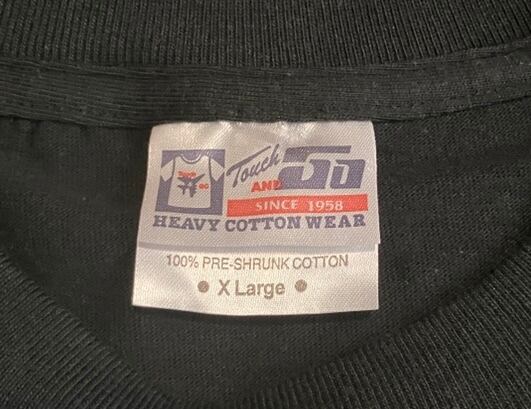 Touch
AND
SINCE 1958
HEAVY COTTON WEAR
100% PRE-SHRUNK COTTON
• X Large •